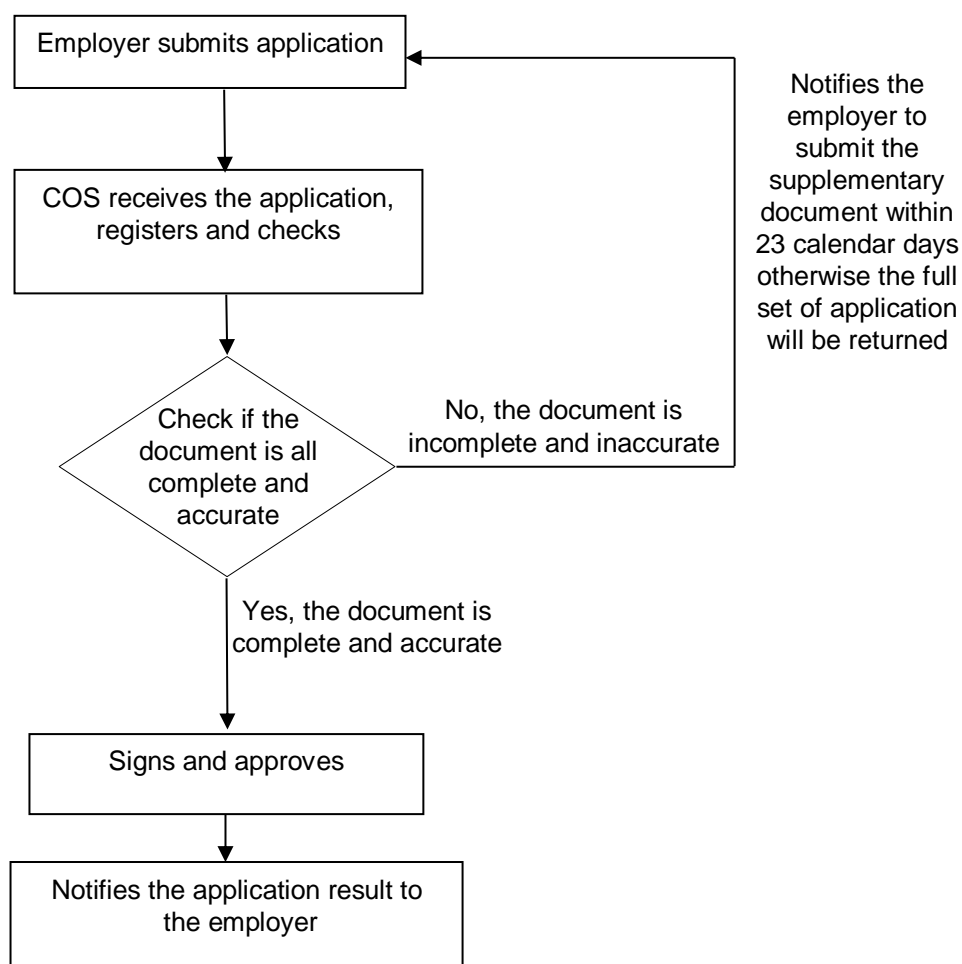 Employer submits application
Notifies the
employer to
submit the
supplementary
document within
23 calendar days
otherwise the full
set of application
will be returned
COS receives the application,
registers and checks
Check if the
document is all
complete and
accurate
No, the document is
incomplete and inaccurate
Yes, the document is
complete and accurate
Signs and approves
Notifies the application result to
the employer